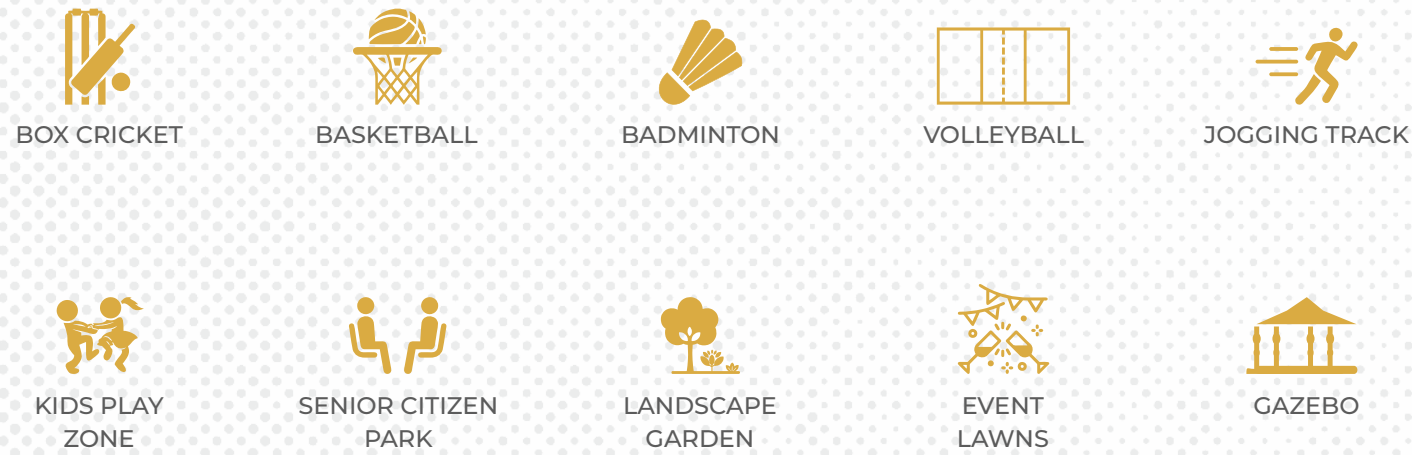 BOX CRICKET
BASKETBALL
BADMINTON
VOLLEYBALL
JOGGING TRACK
KIDS PLAY
ZONE
SENIOR CITIZEN
PARK
LANDSCAPE
GARDEN
EVENT
LAWNS
GAZEBO